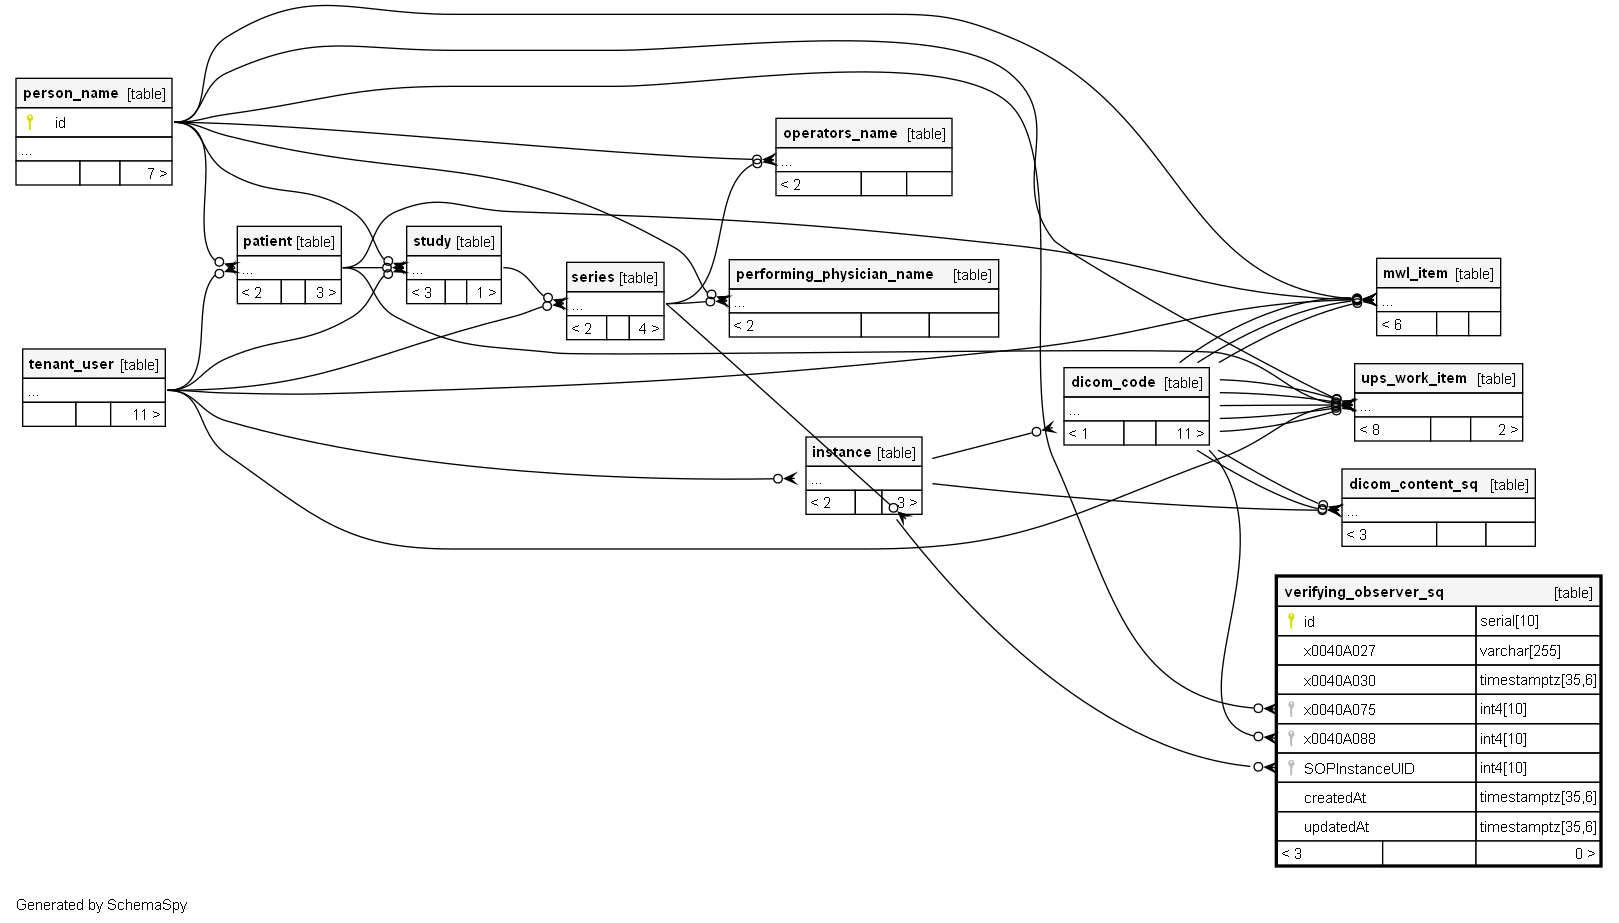 person_name [table]
id
...
7 >
operators_name [table]
...
< 2
patient [table]
...
< 2 3 >
study [table]
...
< 3 1 >
series [table]
...
< 2 4 >
performing_physician_name [table]
...
< 2
mwl_item [table]
...
< 6
tenant_user [table]
...
11 >
dicom_code [table]
...
< 1 11 >
ups_work_item [table]
...
< 8 2 >
instance [table]
...
< 2 3 >
dicom_content_sq [table]
...
< 3
verifying_observer_sq [table]
id serial[10]
x0040A027 varchar[255]
x0040A030 timestamptz[35,6]
x0040A075 int4[10]
x0040A088 int4[10]
SOPInstanceUID int4[10]
createdAt timestamptz[35,6]
updatedAt timestamptz[35,6]
< 3 0 >
Generated by SchemaSpy